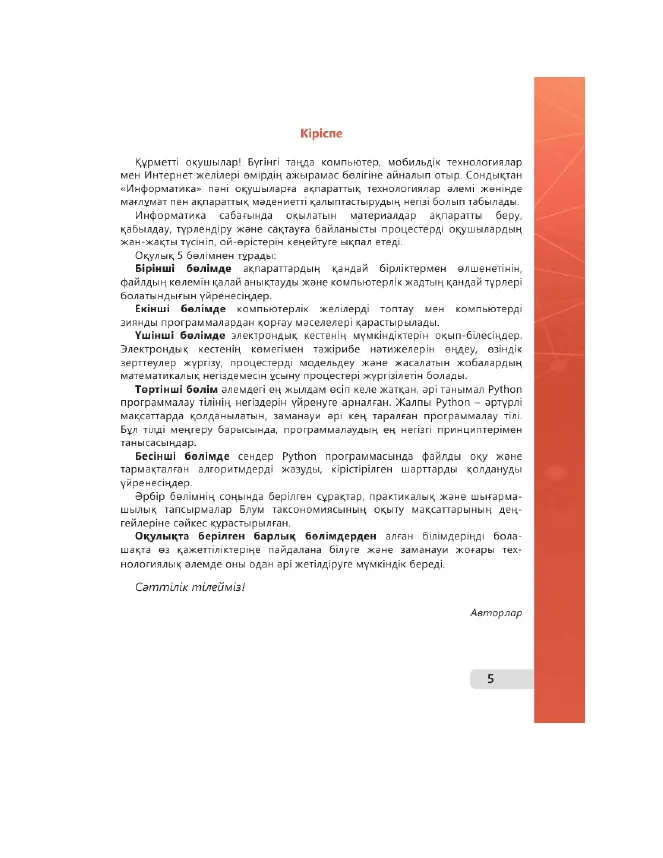 Кіріспе
Құрметті оқушылар! Бүгінгі таңда компьютер, мобильдік технологиялар
мен Интернет желілері өмірдің ажырамас бөлігіне айналып отыр. Сондықтан
«Информатика» пәні оқушыларға ақпараттық технологиялар әлемі жөнінде
мағлұмат пен ақпараттық мәдениетті қалыптастырудың негізі болып табылады.
Информатика сабағында оқылатын материалдар ақпаратты беру,
қабылдау, түрлендіру және сақтауға байланысты процестерді оқушылардың
жан-жақты түсініп, ой-өрістерін кеңейтуге ықпал етеді.
Оқулық 5 бөлімнен тұрады:
Бірінші бөлімде ақпараттардың қандай бірліктермен өлшенетінін,
файлдың көлемін қалай анықтауды және компьютерлік жадтың қандай түрлері
болатындығын үйренесіңдер.
Екінші бөлімде компьютерлік желілерді топтау мен компьютерді
зиянды программалардан қорғау мәселелері қарастырылады.
Үшінші бөлімде электрондық кестенің мүмкіндіктерін оқып-білесіңдер.
Электрондық кестенің көмегімен тәжірибе нәтижелерін өңдеу, өзіндік
зерттеулер жүргізу, процестерді модельдеу және жасалатын жобалардың
математикалық негіздемесін ұсыну процестері жүргізілетін болады.
Төртінші бөлім әлемдегі ең жылдам өсіп келе жатқан, әрі танымал Python
программалау тілінің негіздерін үйренуге арналған. Жалпы Python – әртүрлі
мақсаттарда қолданылатын, заманауи әрі кең таралған программалау тілі.
Бұл тілді меңгеру барысында, программалаудың ең негізгі принциптерімен
танысасыңдар.
Бесінші бөлімде сендер Python программасында файлды оқу және
тармақталған алгоритмдерді жазуды, кірістірілген шарттарды қолдануды
үйренесіңдер.
Әрбір бөлімнің соңында берілген сұрақтар, практикалық және шығарма-
шылық тапсырмалар Блум таксономиясының оқыту мақсаттарының дең-
гейлеріне сәйкес құрастырылған.
Оқулықта берілген барлық бөлімдерден алған білімдеріңді бола-
шақта өз қажеттіліктеріңе пайдалана білуге және заманауи жоғары тех-
нологиялық әлемде оны одан әрі жетілдіруге мүмкіндік береді.
Сәттілік тілейміз!
Авторлар
5